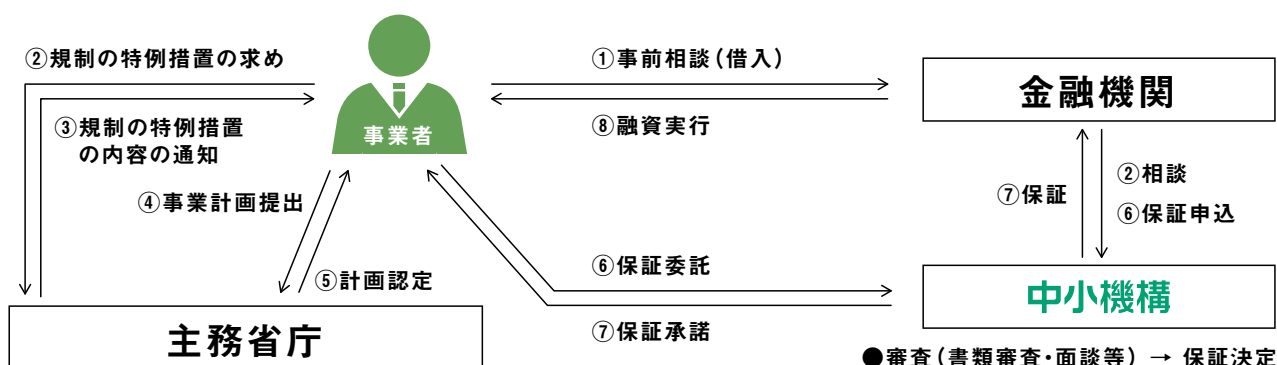 ②規制の特例措置の求め
①事前相談（借入）
金融機関
③規制の特例措置
の内容の通知
事業者
⑧融資実行
④事業計画提出
⑦保証
②相談
⑥保証申込
⑤計画認定
⑥保証委託
中小機構
主務省庁
⑦保証承諾
●審査（書類審査・面談等） → 保証決定